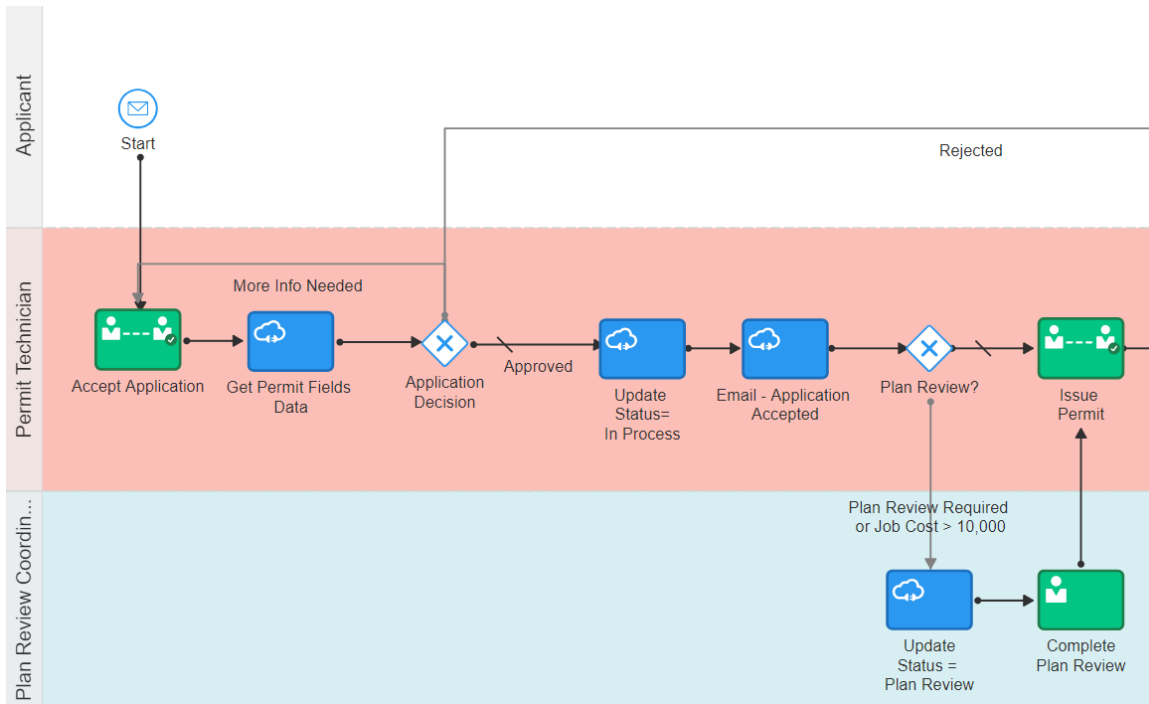 Applicant
Start
Rejected
Permit Technician
More Info Needed
Accept Application
Get Permit Fields
Data
Application
Decision
Approved
Update
Status=
In Process
Email - Application
Accepted
Plan Review?
Issue
Permit
Plan Review Coordin...
Plan Review Required
or Job Cost > 10,000
Update
Status =
Plan Review
Complete
Plan Review